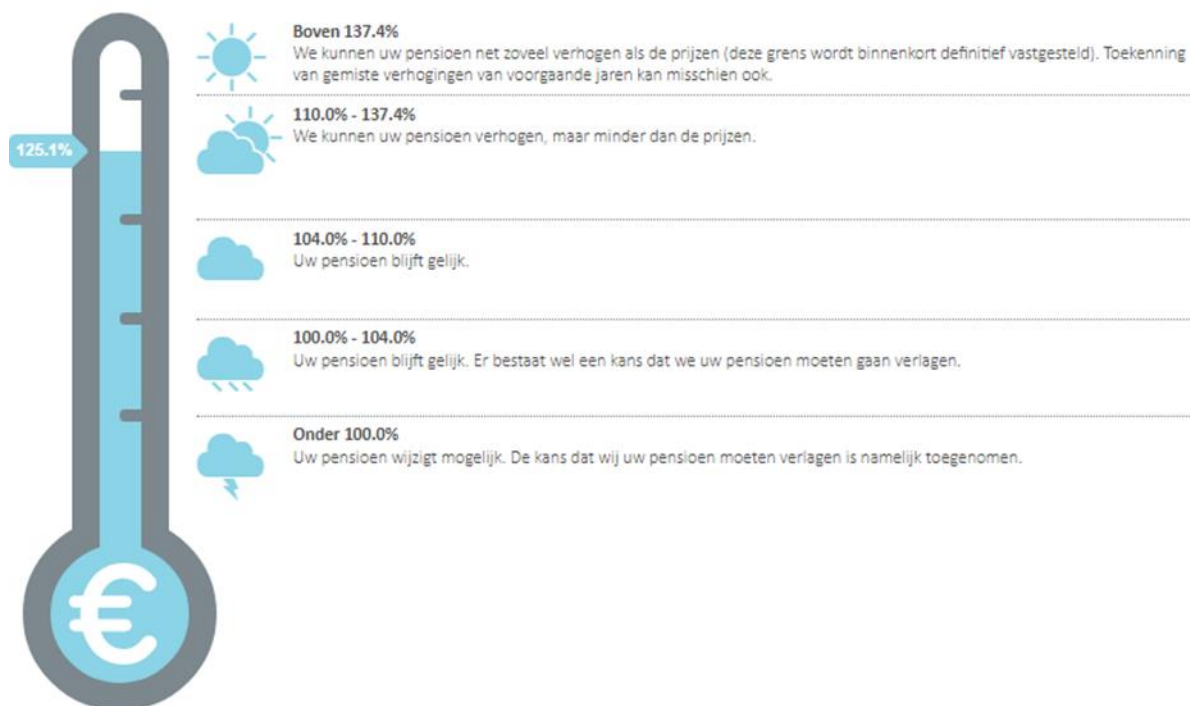 Boven 137.4%
We kunnen uw pensioen net zoveel verhogen als de prijzen (deze grens wordt binnenkort definitief vastgesteld). Toekenning
van gemiste verhogingen van voorgaande jaren kan misschien ook.
110.0% - 137.4%
We kunnen uw pensioen verhogen, maar minder dan de prijzen.
125.1%
104.0% - 110.0%
Uw pensioen blijft gelijk.
100.0% - 104.0%
Uw pensioen blijft gelijk. Er bestaat wel een kans dat we uw pensioen moeten gaan verlagen.
Onder 100.0%
Uw pensioen wijzigt mogelijk. De kans dat wij uw pensioen moeten verlagen is namelijk toegenomen.
€